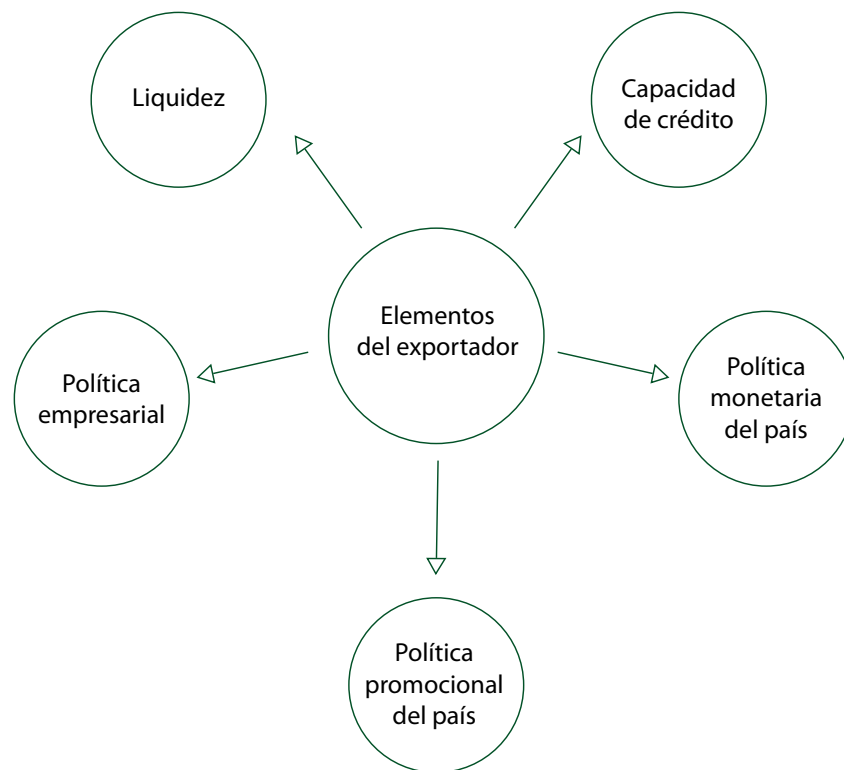 Liquidez
Capacidad
de crédito
Elementos
del exportador
Política
empresarial
Política
monetaria
del país
Política
promocional
del país